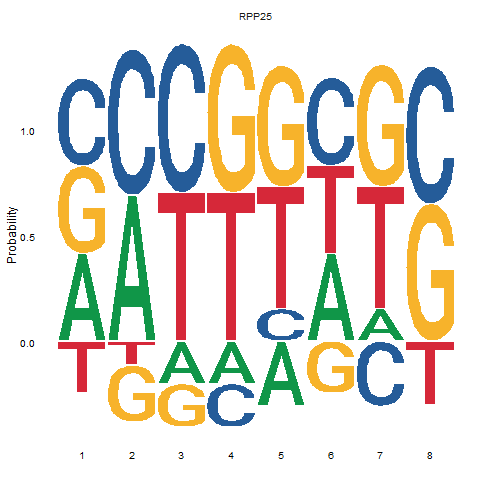 RPP25
Probability
1.0
0.5
0.0
C C C G G C G C
G A T T T T T G
A T A A C A A T
T G G C A G C
1 2 3 4 5 6 7 8